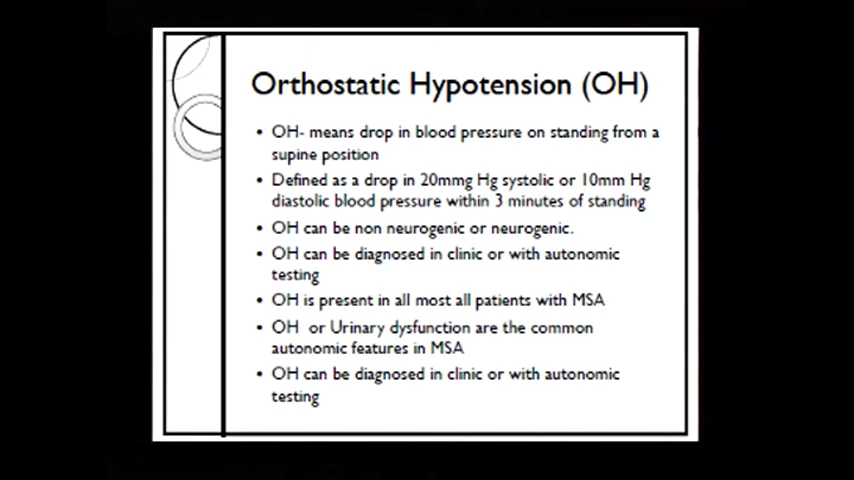 Orthostatic Hypotension (OH)
• OH- means drop in blood pressure on standing from a
supine position
• Defined as a drop in 20mmg Hg systolic or 10mm Hg
diastolic blood pressure within 3 minutes of standing
• OH can be non neurogenic or neurogenic.
• OH can be diagnosed in clinic or with autonomic
testing
• OH is present in all most all patients with MSA
• OH or Urinary dysfunction are the common
autonomic features in MSA
• OH can be diagnosed in clinic or with autonomic
testing